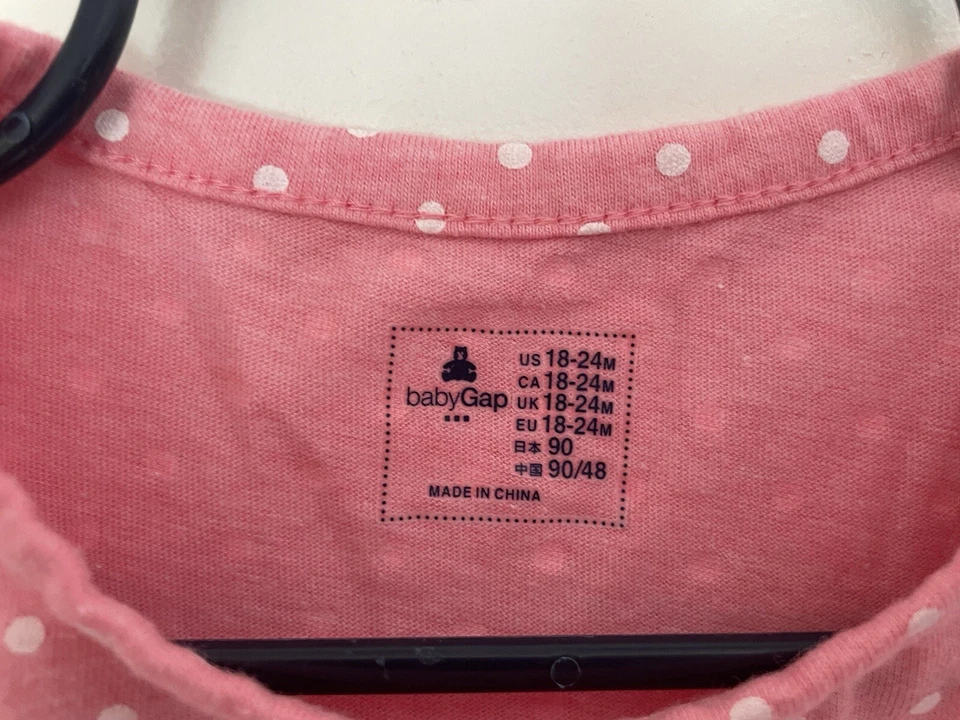 babyGap
US 18-24M
CA 18-24M
UK 18-24M
EU 18-24M
日本 90
中国 90/48
MADE IN CHINA